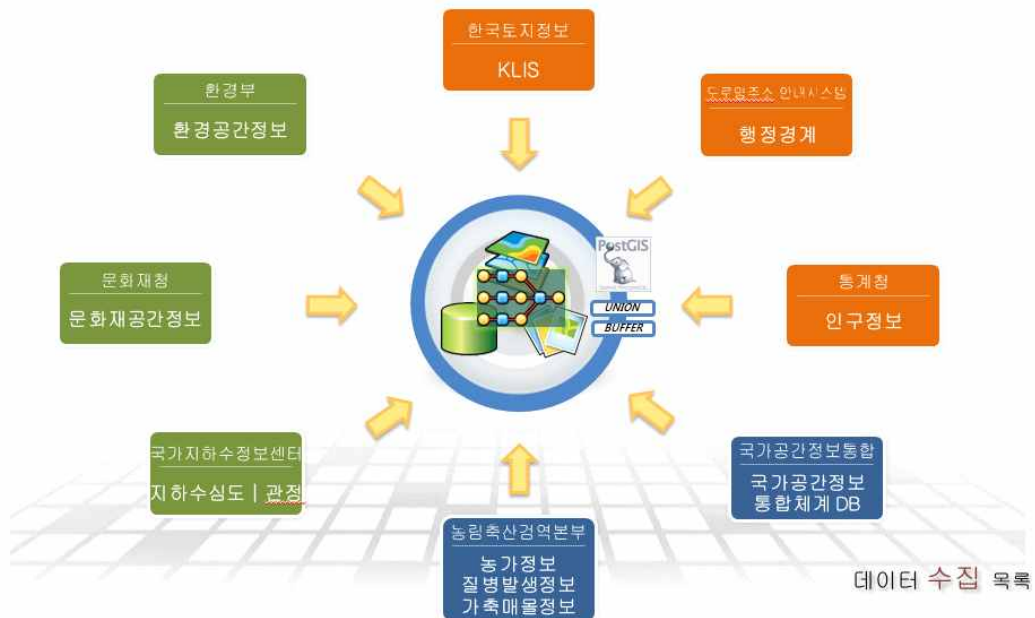 한국토지정보
KLIS
환경부
환경공간정보
도로명주소 안내시스템
행정경계
문화재청
문화재공간정보
PostGIS
UNION
BUFFER
통계청
인구정보
국가지하수정보센터
지하수심도 | 관정
국가공간정보통합
국가공간정보
통합체계 DB
농림축산검역본부
농가정보
질병발생정보
가축매몰정보
데이터 수집 목록